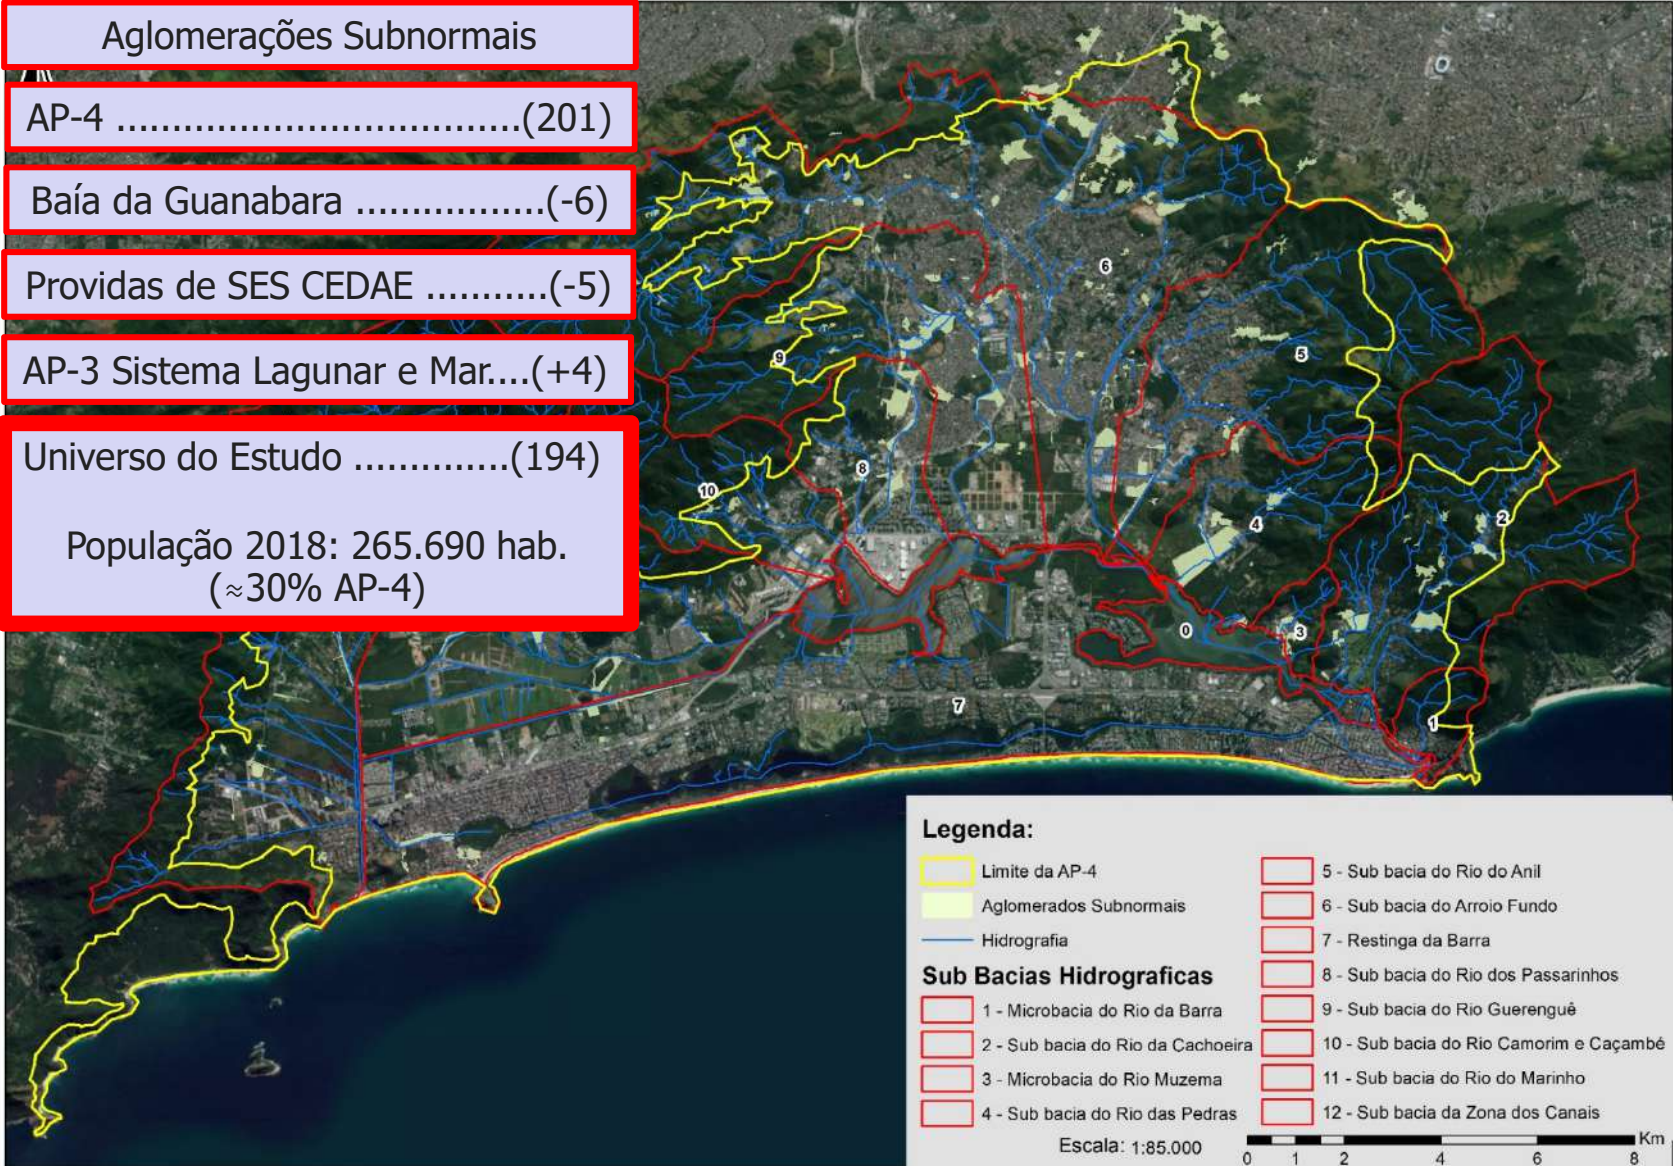 Aglomerações Subnormais
AP-4 ....................................(201)
Baía da Guanabara .................(-6)
Providas de SES CEDAE ...........(-5)
AP-3 Sistema Lagunar e Mar....(+4)
Universo do Estudo ..............(194)
População 2018: 265.690 hab.
(≈30% AP-4)
6
5
9
8
10
4
2
0
3
7
1
Legenda:
Limite da AP-4
Aglomerados Subnormais
Hidrografia
Sub Bacias Hidrograficas
1 - Microbacia do Rio da Barra
2 - Sub bacia do Rio da Cachoeira
3 - Microbacia do Rio Muzema
4 - Sub bacia do Rio das Pedras
5 - Sub bacia do Rio do Anil
6 - Sub bacia do Arroio Fundo
7 - Restinga da Barra
8 - Sub bacia do Rio dos Passarinhos
9 - Sub bacia do Rio Guerenguê
10 - Sub bacia do Rio Camorim e Caçambé
11 - Sub bacia do Rio do Marinho
12 - Sub bacia da Zona dos Canais
Escala: 1:85.000
Km
0 1 2 4 6 8